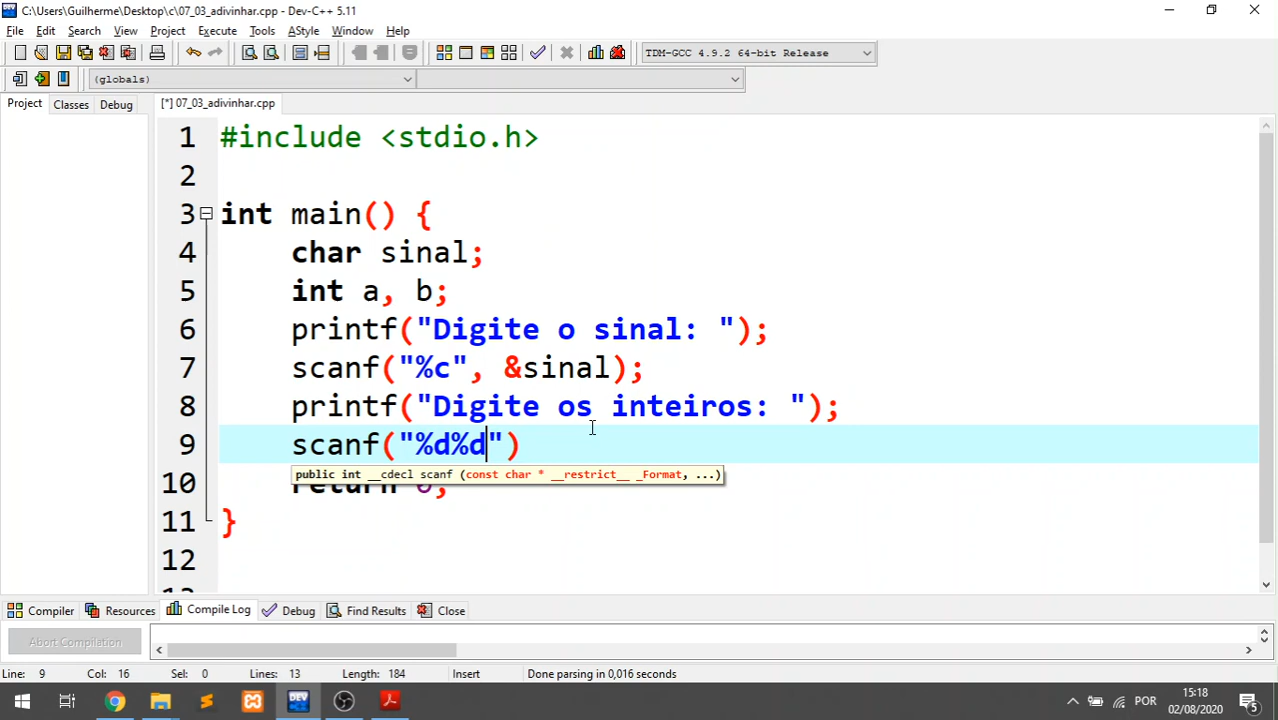 C:\Users\Guilherme\Desktop\c\07_03_adivinhar.cpp - Dev-C++ 5.11
File Edit Search View Project Execute Tools AStyle Window Help
TDM-GCC 4.9.2 64-bit Release
(globals)
Project Classes Debug [*] 07_03_adivinhar.cpp
1 #include <stdio.h>
2
3 int main() {
4 char sinal;
5 int a, b;
6 printf("Digite o sinal: ");
7 scanf("%c", &sinal);
8 printf("Digite os inteiros: ");
9 scanf("%d%d")
public int __cdecl scanf (const char * __restrict__ _Format, ...)
10 return 0;
11 }
12
Compiler Resources Compile Log Debug Find Results Close
Abort Compilation
Line: 9 Col: 16 Sel: 0 Lines: 13 Length: 184 Insert Done parsing in 0,016 seconds
DEV
POR
15:18
02/08/2020
5